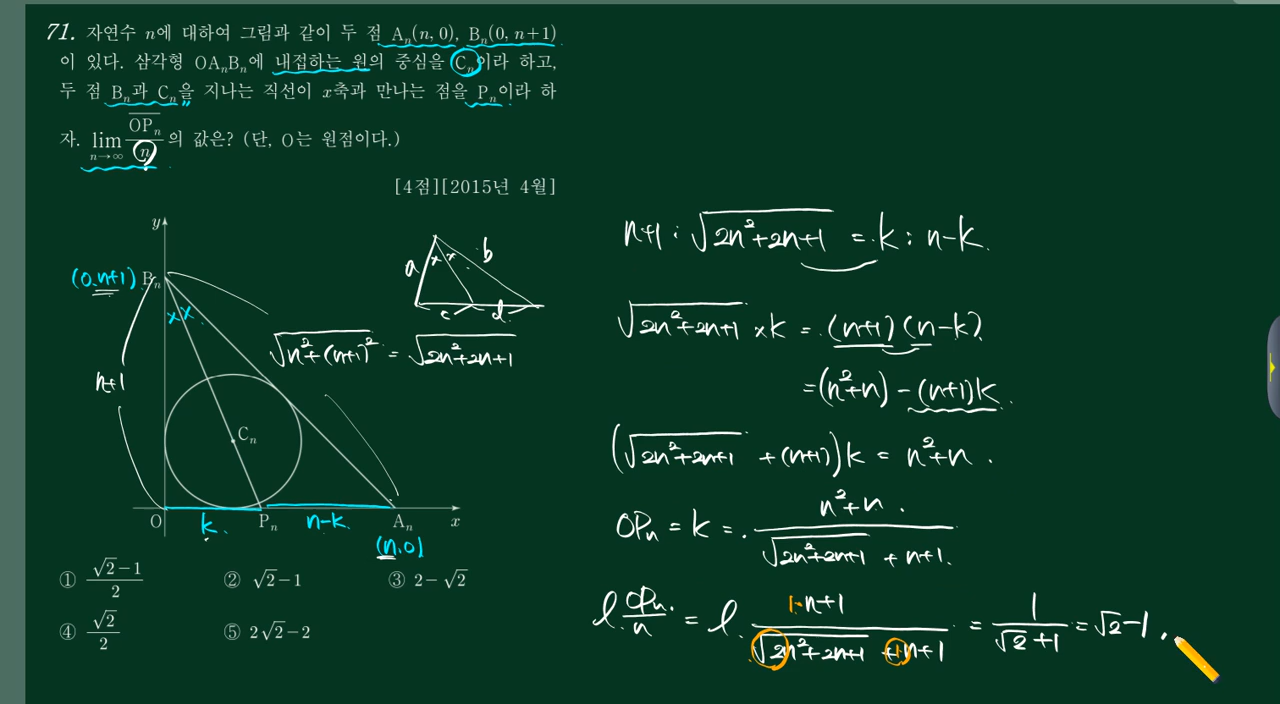 71. 자연수 n에 대하여 그림과 같이 두 점 Aₙ(n, 0), Bₙ(0, n+1)
이 있다. 삼각형 OAₙBₙ에 내접하는 원의 중심을 Cₙ이라 하고,
두 점 Bₙ과 Cₙ을 지나는 직선이 x축과 만나는 점을 Pₙ이라 하
자. lim n→∞ OPₙ/n 의 값은? (단, O는 원점이다.)
[4점][2015년 4월]
y
(0, n+1) Bₙ
× ×
√(n²+(n+1)²) = √(2n²+2n+1)
n+1
Cₙ
O Pₙ Aₙ x
k. n-k
(n, 0)
a × × b
c d
① (√2-1)/2 ② √2-1 ③ 2-√2
④ √2/2 ⑤ 2√2-2
n+1 : √(2n²+2n+1) = k : n-k.
√(2n²+2n+1) × k = (n+1)(n-k)
=(n²+n) - (n+1)k
(√(2n²+2n+1) + (n+1))k = n²+n.
OPₙ = k = (n²+n)/(√(2n²+2n+1) + n+1)
l. OPₙ/n = l. (1·n+1)/(√(2n²+2n+1) + 1n+1) = 1/(√2+1) = √2-1.